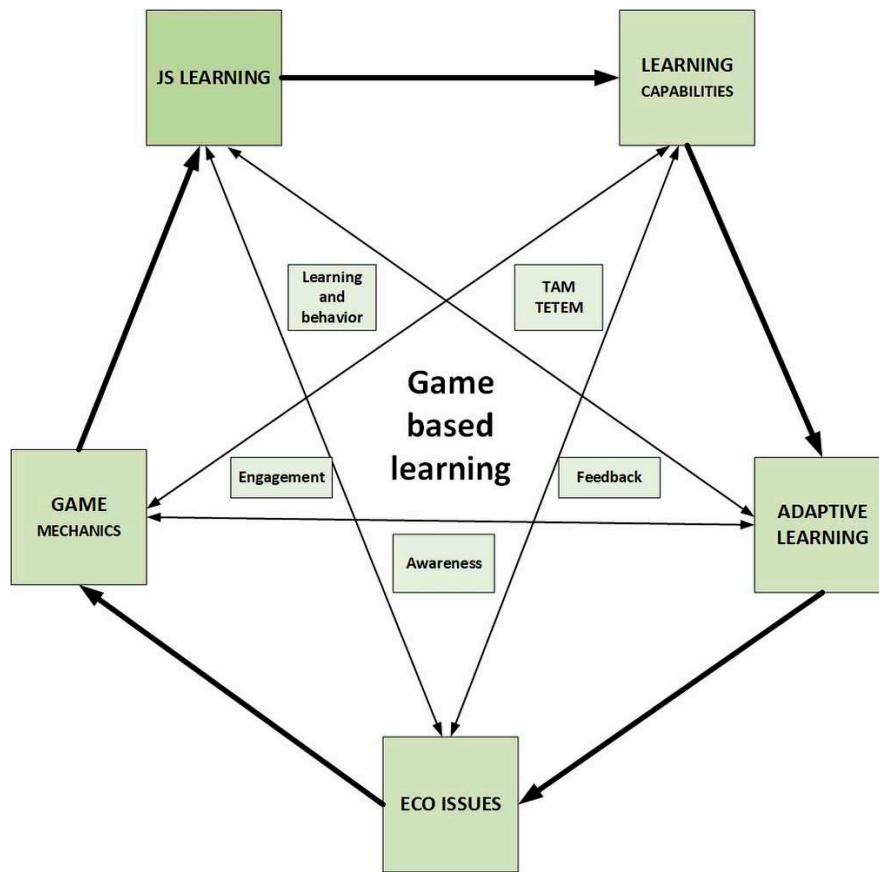 JS LEARNING
LEARNING
CAPABILITIES
Learning
and
behavior
TAM
TETEM
Game
based
learning
Engagement
Feedback
GAME
MECHANICS
ADAPTIVE
LEARNING
Awareness
ECO ISSUES